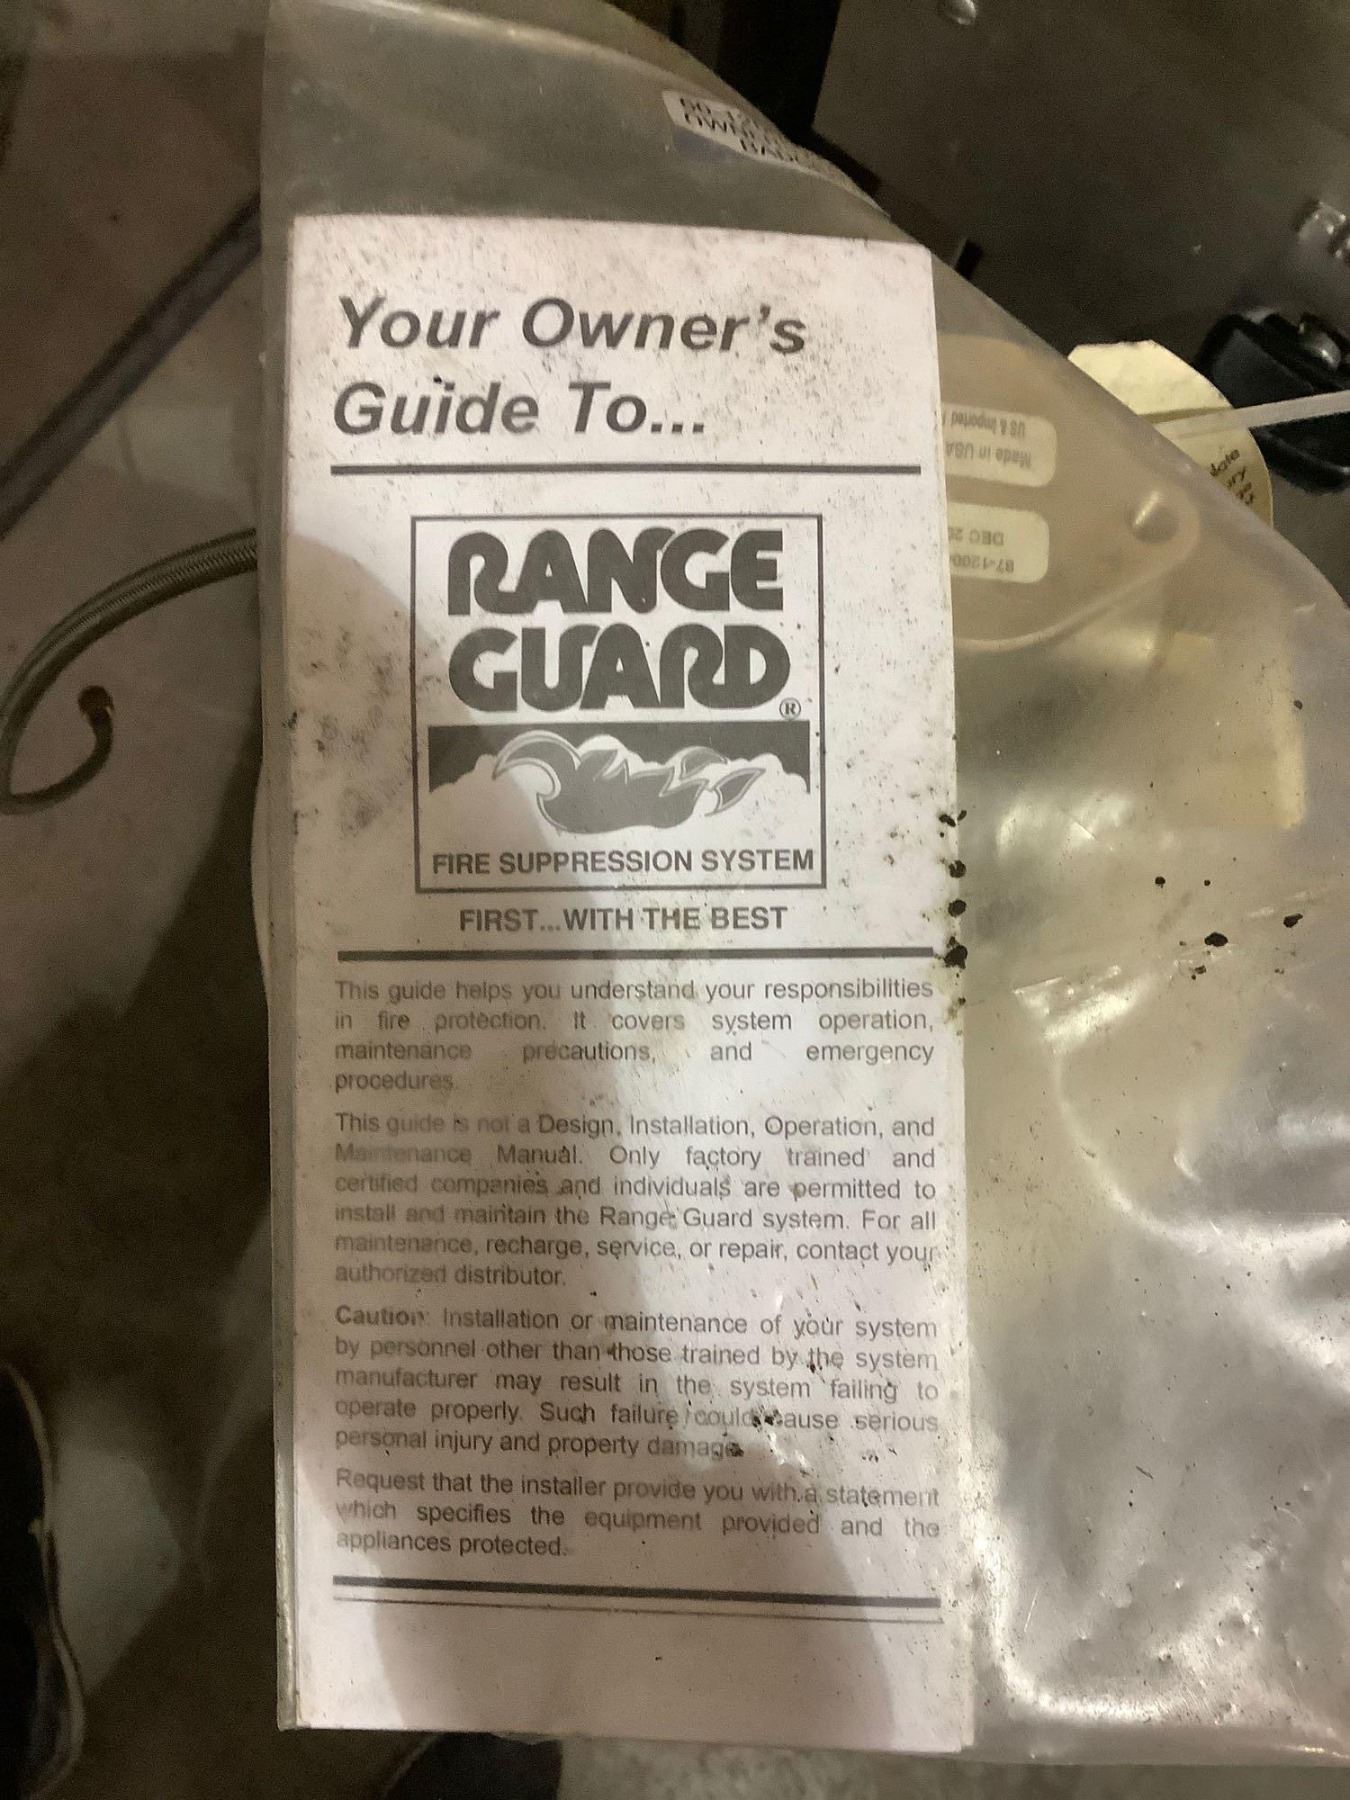 Your Owner's
Guide To...
RANGE
GUARD®
FIRE SUPPRESSION SYSTEM
FIRST...WITH THE BEST
This guide helps you understand your responsibilities
in fire protection. It covers system operation,
maintenance precautions, and emergency
procedures.
This guide is not a Design, Installation, Operation, and
Maintenance Manual. Only factory trained and
certified companies and individuals are permitted to
install and maintain the Range Guard system. For all
maintenance, recharge, service, or repair, contact your
authorized distributor.
Caution: Installation or maintenance of your system
by personnel other than those trained by the system
manufacturer may result in the system failing to
operate properly. Such failure could cause serious
personal injury and property damage.
Request that the installer provide you with a statement
which specifies the equipment provided and the
appliances protected.
US & Imported
Made in USA
DEC